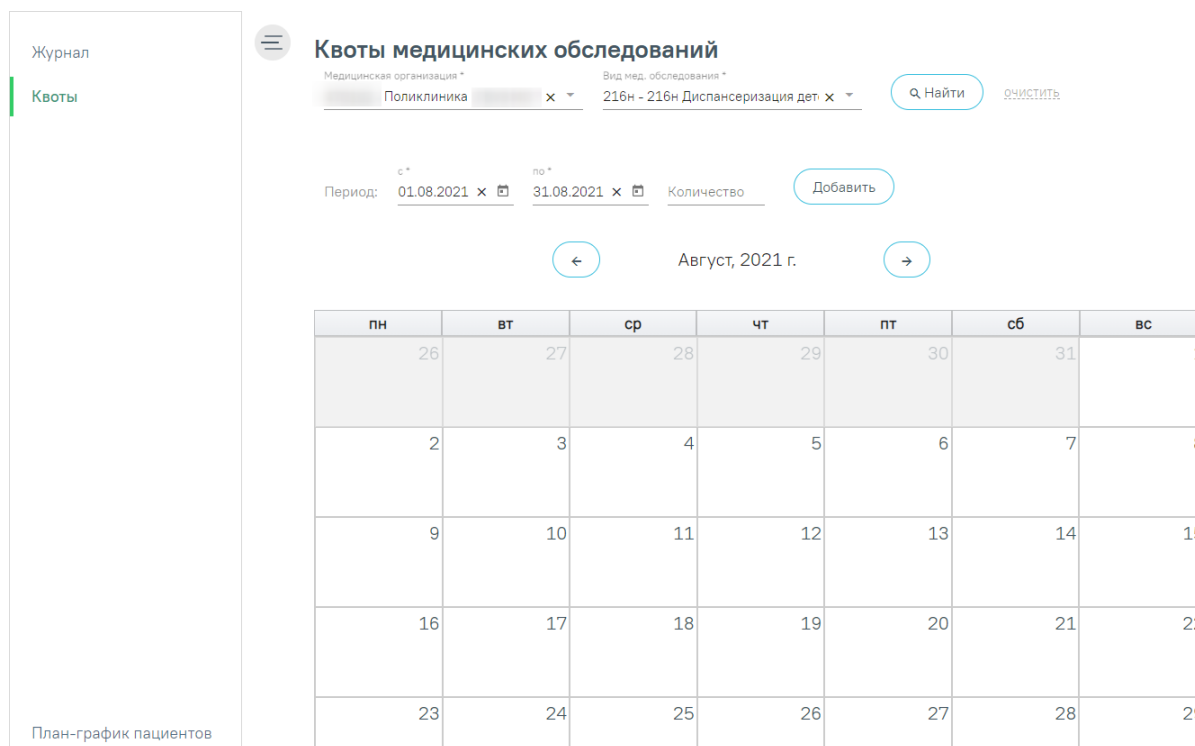 Журнал
Квоты
План-график пациентов
Квоты медицинских обследований
Медицинская организация * Вид мед. обследования *
Поликлиника 216н - 216н Диспансеризация дет Найти очистить
с * по *
Период: 01.08.2021 31.08.2021 Количество Добавить
Август, 2021 г.
пн вт ср чт пт сб вс
26 27 28 29 30 31
2 3 4 5 6 7
9 10 11 12 13 14
16 17 18 19 20 21
23 24 25 26 27 28